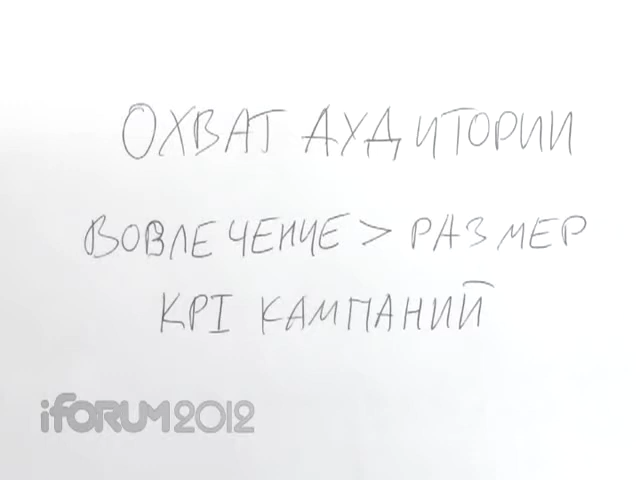 ОХВАТ АУДИТОРИИ
ВОВЛЕЧЕНИЕ > РАЗМЕР
KPI КАМПАНИЙ
iFORUM2012